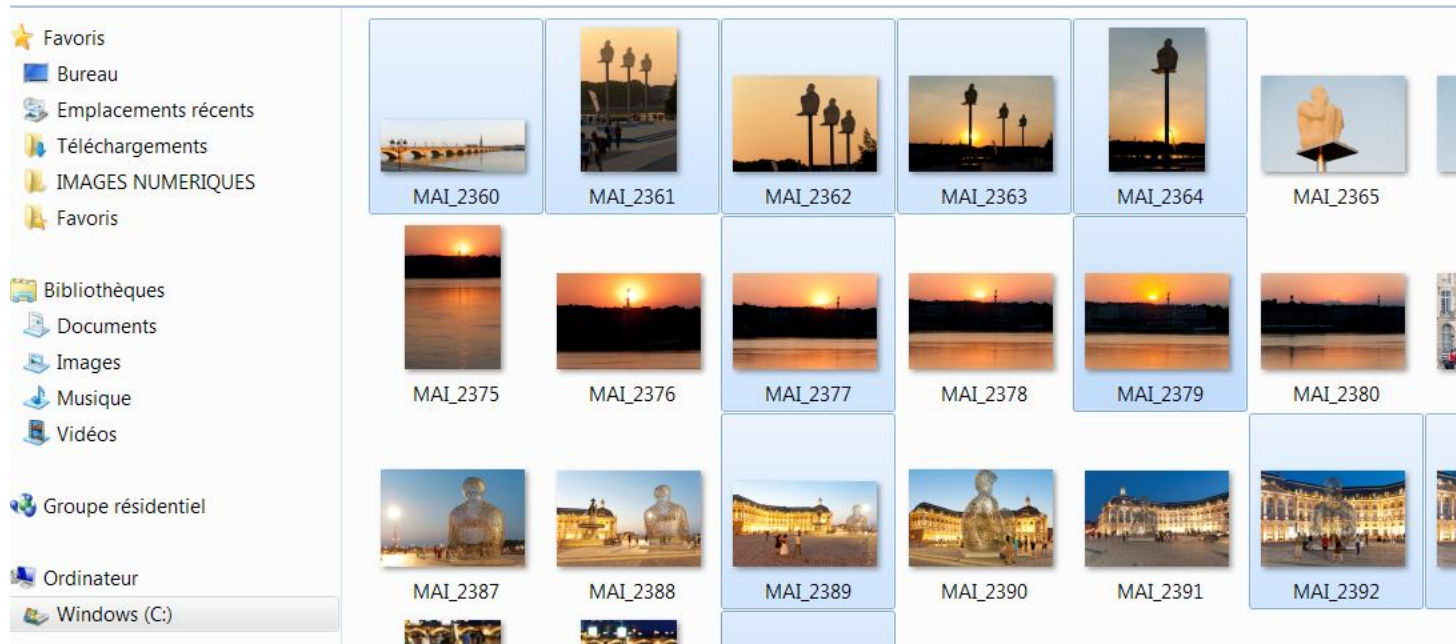 Favoris
Bureau
Emplacements récents
Téléchargements
IMAGES NUMERIQUES
Favoris
Bibliothèques
Documents
Images
Musique
Vidéos
Groupe résidentiel
Ordinateur
Windows (C:)
MAI_2360 MAI_2361 MAI_2362 MAI_2363 MAI_2364 MAI_2365
MAI_2375 MAI_2376 MAI_2377 MAI_2378 MAI_2379 MAI_2380
MAI_2387 MAI_2388 MAI_2389 MAI_2390 MAI_2391 MAI_2392